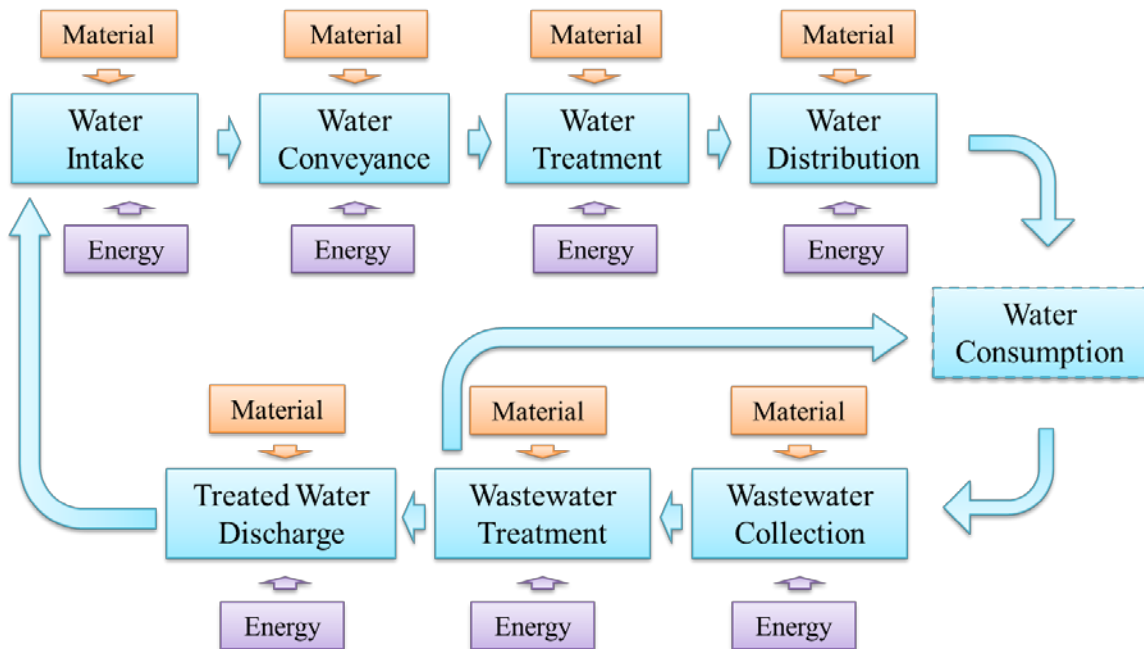 Material
Material
Material
Material
Water
Intake
Water
Conveyance
Water
Treatment
Water
Distribution
Energy
Energy
Energy
Energy
Water
Consumption
Material
Material
Material
Treated Water
Discharge
Wastewater
Treatment
Wastewater
Collection
Energy
Energy
Energy